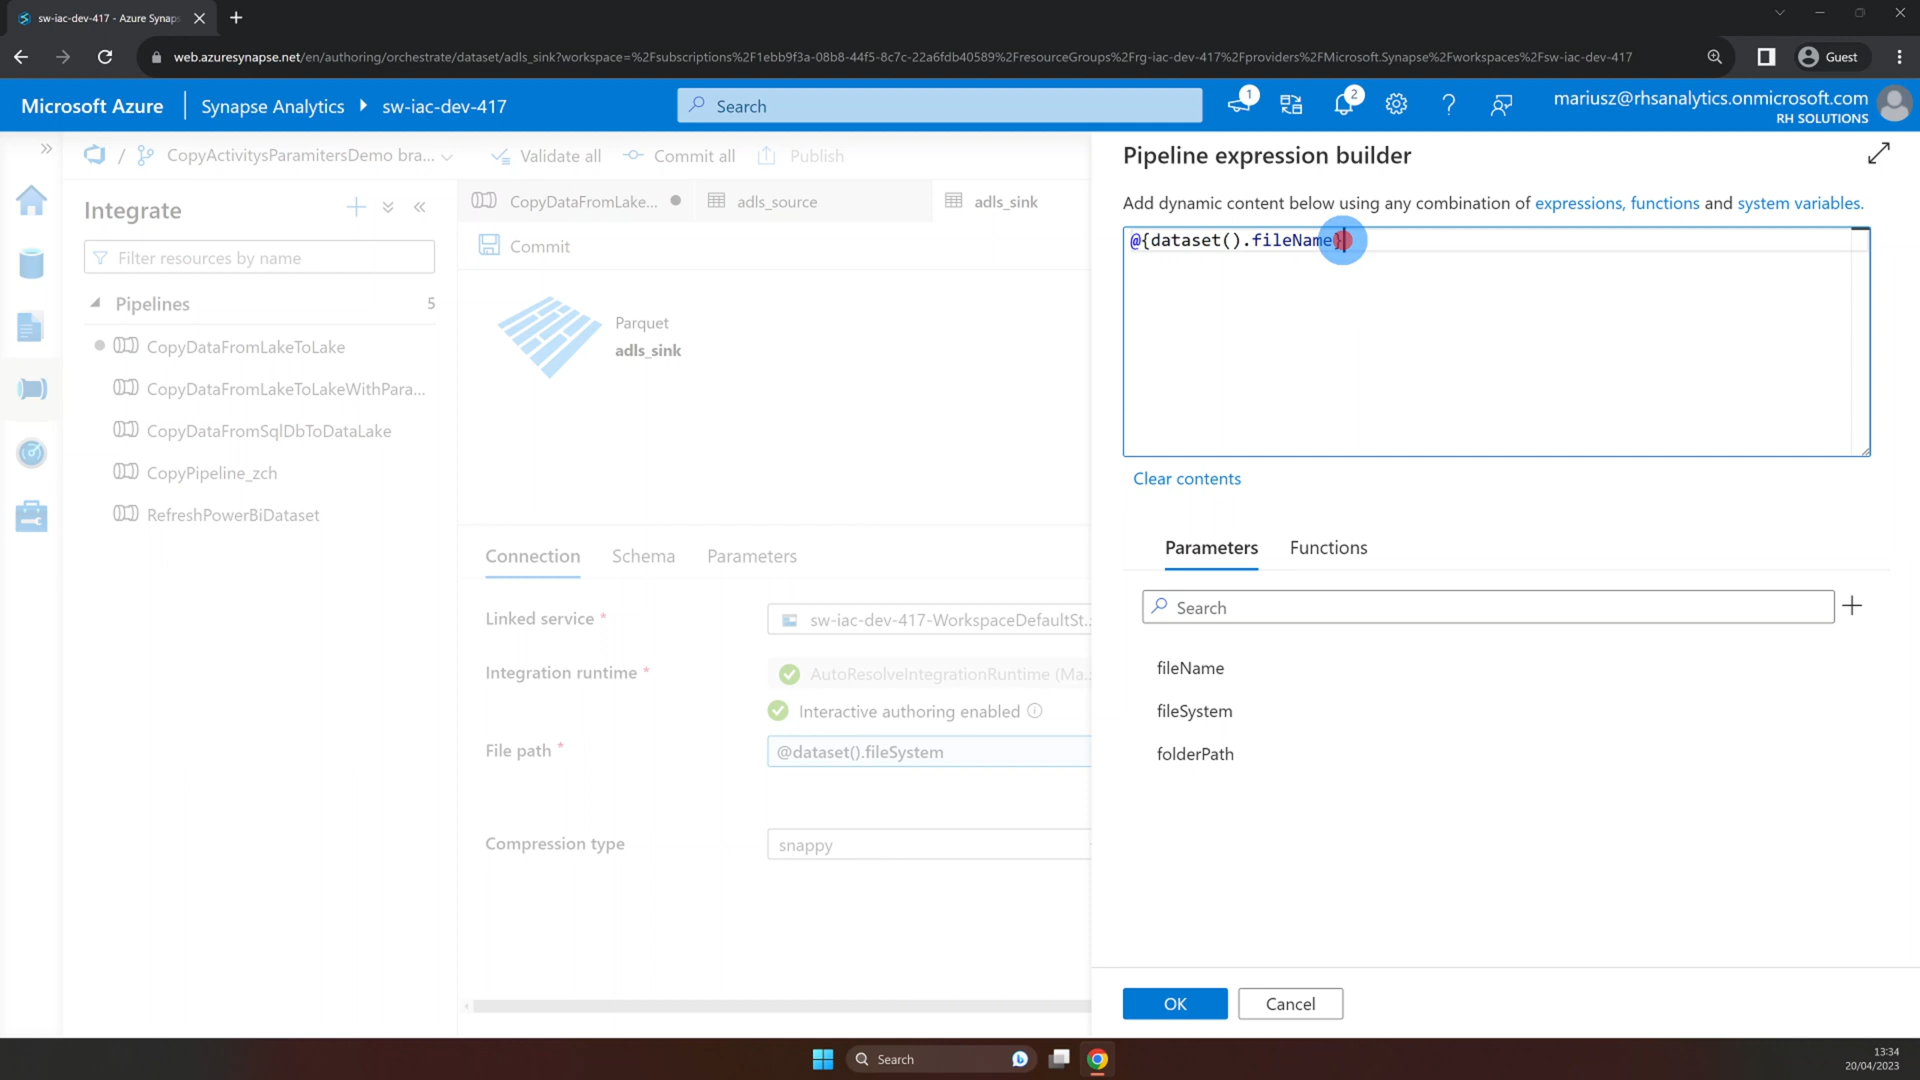 sw-iac-dev-417 - Azure Synaps
web.azuresynapse.net/en/authoring/orchestrate/dataset/adls_sink?workspace=%2Fsubscriptions%2F1ebb9f3a-08b8-44f5-8c7c-22a6fdb40589%2FresourceGroups%2Frg-iac-dev-417%2Fproviders%2FMicrosoft.Synapse%2Fworkspaces%2Fsw-iac-dev-417
Guest
Microsoft Azure
Synapse Analytics
sw-iac-dev-417
Search
1
2
mariusz@rhsanalytics.onmicrosoft.com
RH SOLUTIONS
/
CopyActivitysParamitersDemo bra...
Validate all
Commit all
Publish
Integrate
Filter resources by name
Pipelines
5
CopyDataFromLakeToLake
CopyDataFromLakeToLakeWithPara...
CopyDataFromSqlDbToDataLake
CopyPipeline_zch
RefreshPowerBiDataset
CopyDataFromLake...
adls_source
adls_sink
Commit
Parquet
adls_sink
Connection
Schema
Parameters
Linked service *
sw-iac-dev-417-WorkspaceDefaultSt...
Integration runtime *
AutoResolveIntegrationRuntime (Ma...
Interactive authoring enabled
File path *
@dataset().fileSystem
Compression type
snappy
Pipeline expression builder
Add dynamic content below using any combination of expressions, functions and system variables.
@{dataset().fileName}
Clear contents
Parameters
Functions
Search
fileName
fileSystem
folderPath
OK
Cancel
Search
13:34
20/04/2023